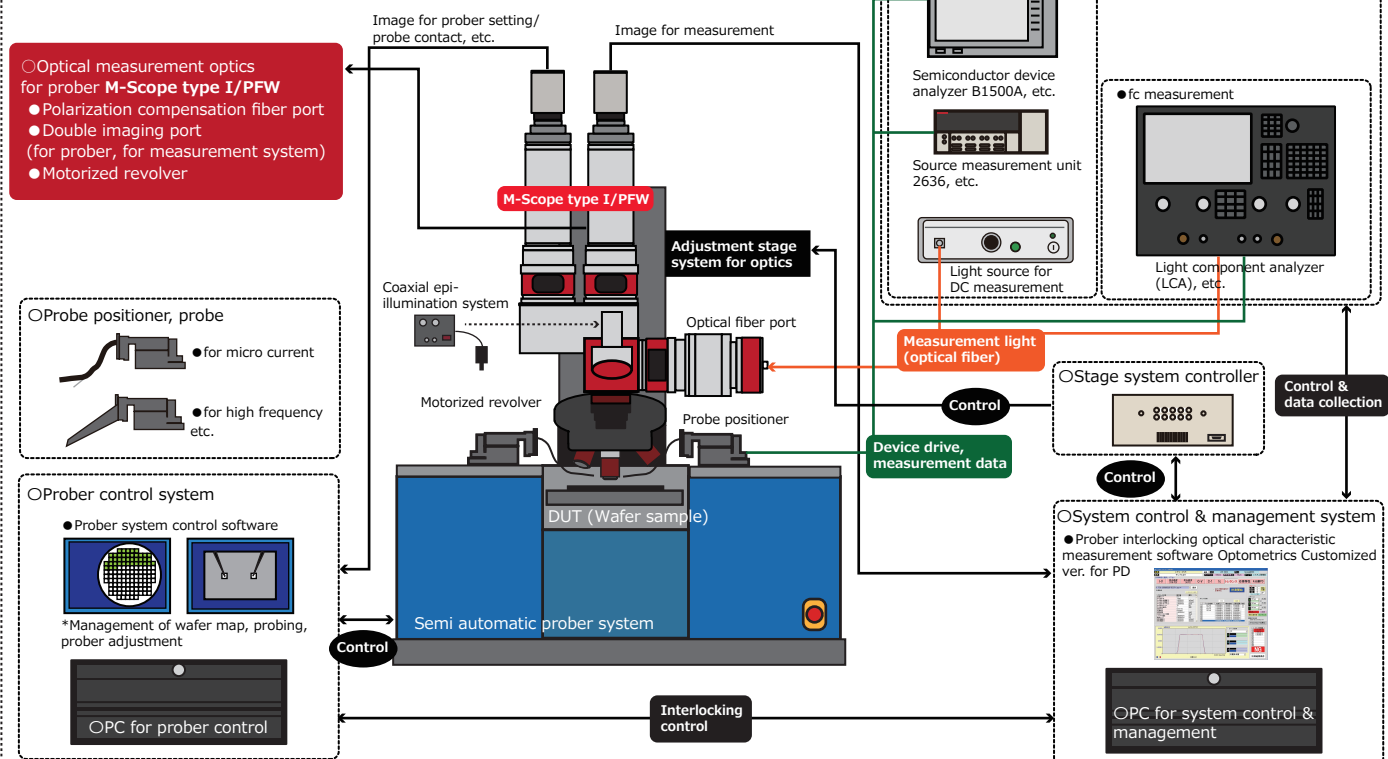 Image for prober setting/
probe contact, etc.
Image for measurement
○Optical measurement optics
for prober M-Scope type I/PFW
●Polarization compensation fiber port
●Double imaging port
(for prober, for measurement system)
●Motorized revolver
M-Scope type I/PFW
Adjustment stage
system for optics
Coaxial epi-
illumination system
Optical fiber port
Motorized revolver
Probe positioner
○Probe positioner, probe
●for micro current
●for high frequency
etc.
○Prober control system
●Prober system control software
*Management of wafer map, probing,
prober adjustment
○PC for prober control
Control
DUT (Wafer sample)
Semi automatic prober system
Interlocking
control
Semiconductor device
analyzer B1500A, etc.
Source measurement unit
2636, etc.
Light source for
DC measurement
●fc measurement
Light component analyzer
(LCA), etc.
Measurement light
(optical fiber)
Control
Device drive,
measurement data
○Stage system controller
Control &
data collection
Control
○System control & management system
●Prober interlocking optical characteristic
measurement software Optometrics Customized
ver. for PD
NG
○PC for system control &
management